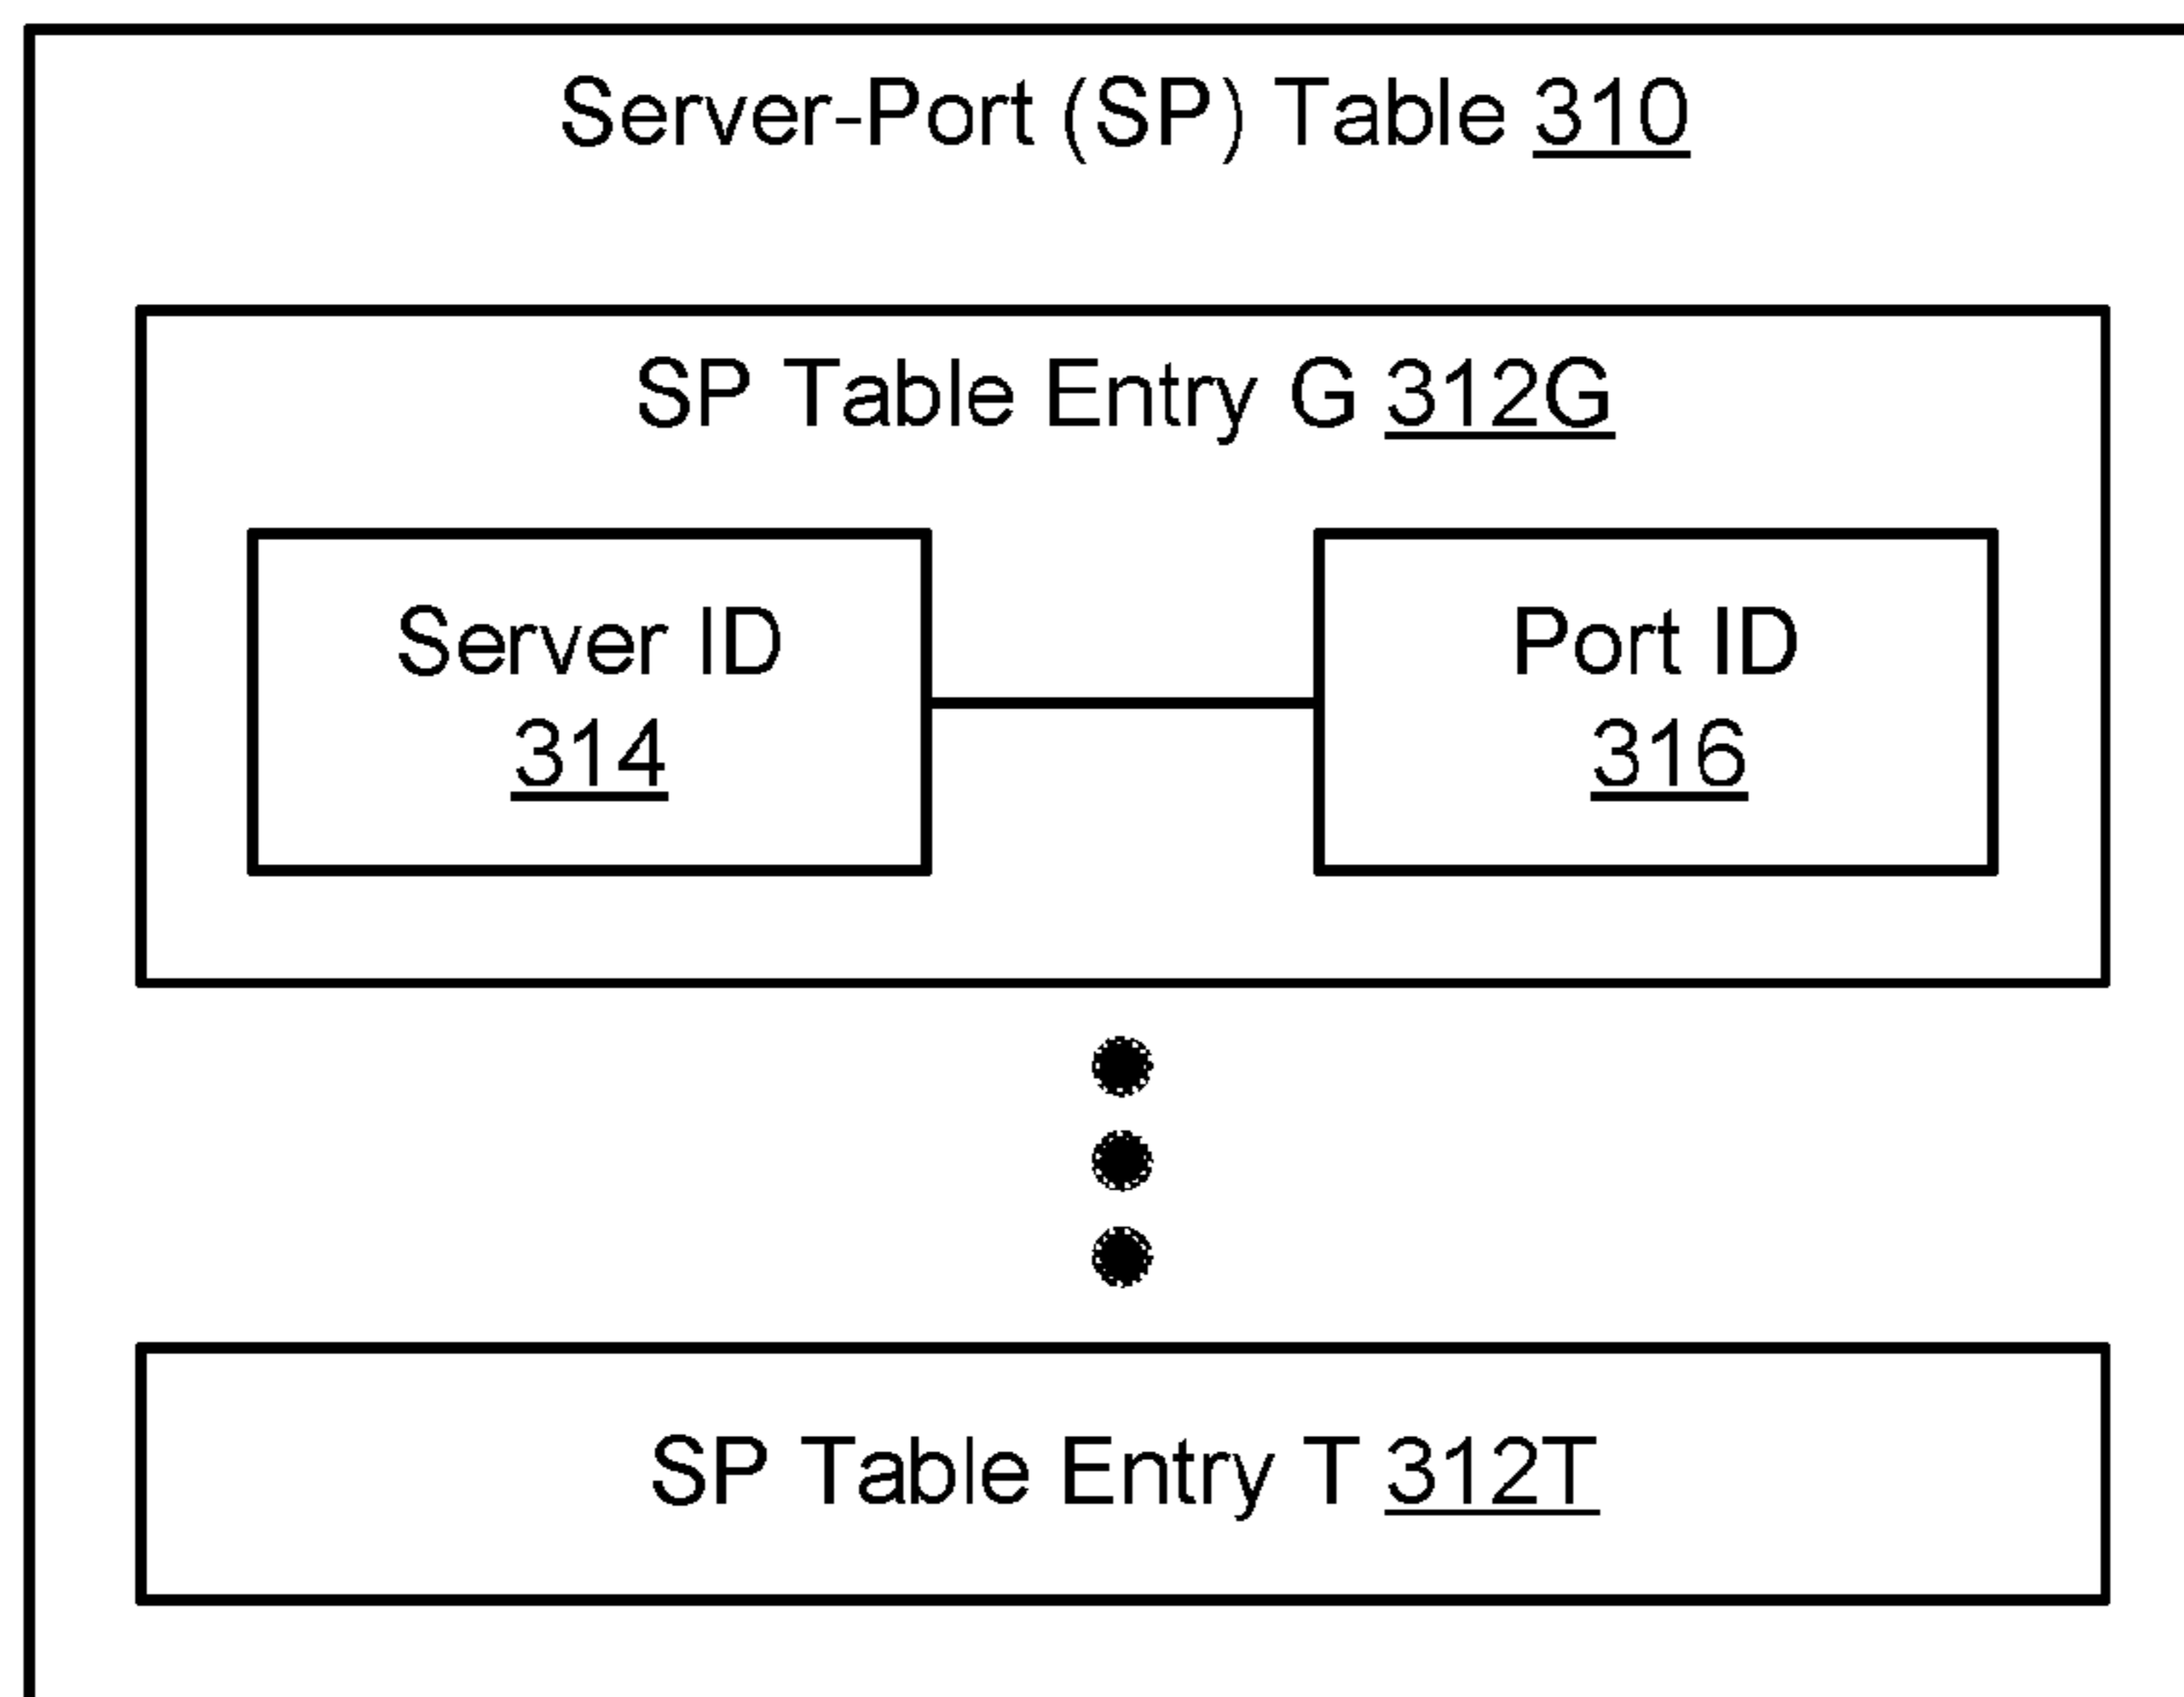 Server-Port (SP) Table 310
SP Table Entry G 312G
Server ID
314
Port ID
316
SP Table Entry T 312T